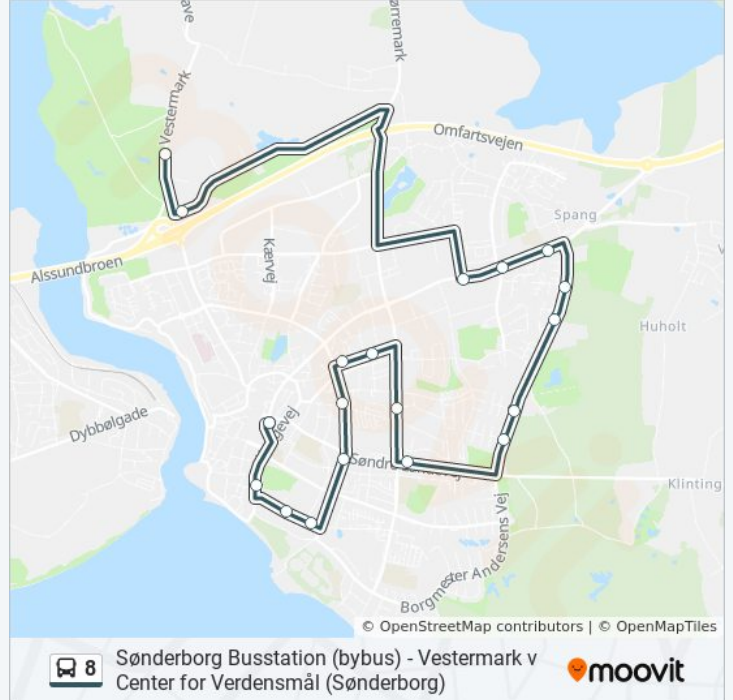 Vestermark
Omfartsvejen
Spang
Kærvej
Alssundbroen
Huholt
Dybbølgade
Klinting
Borgmester Andersens Vej
© OpenStreetMap contributors | © OpenMapTiles
8
Sønderborg Busstation (bybus) - Vestermark v
Center for Verdensmål (Sønderborg)
moovit